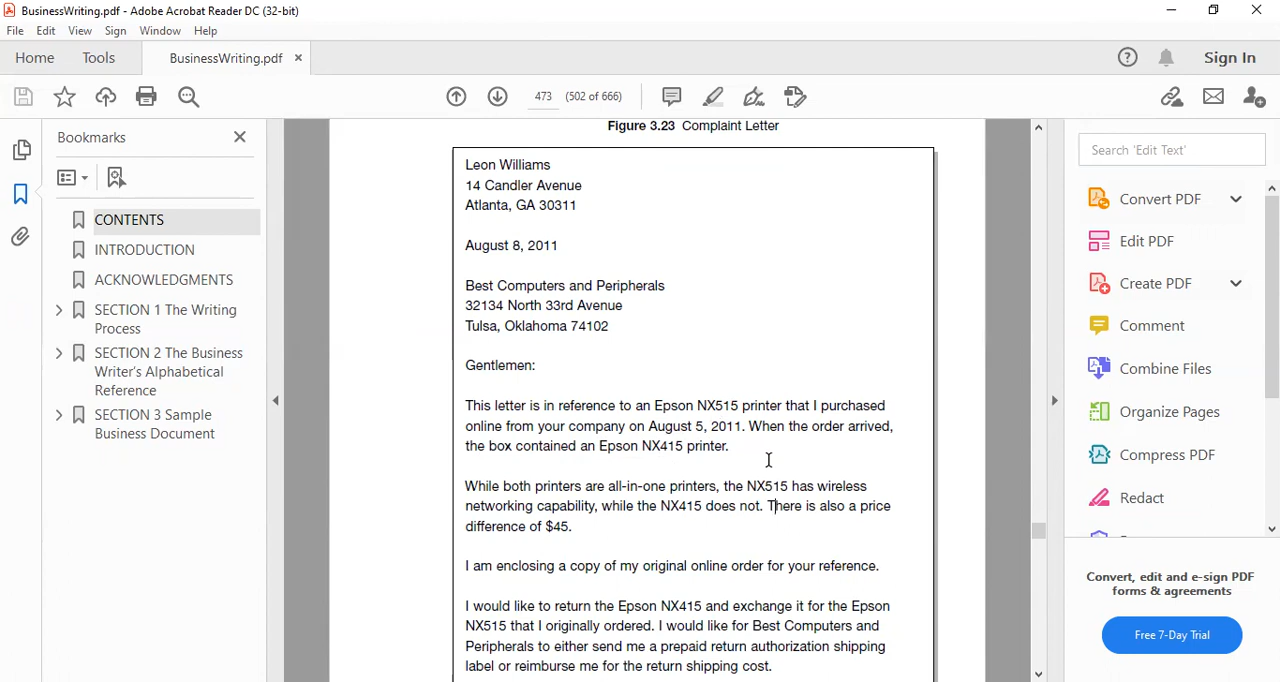 BusinessWriting.pdf - Adobe Acrobat Reader DC (32-bit)
File Edit View Sign Window Help
Home Tools BusinessWriting.pdf × Sign In
473 (502 of 666)
Bookmarks
CONTENTS
INTRODUCTION
ACKNOWLEDGMENTS
SECTION 1 The Writing
Process
SECTION 2 The Business
Writer's Alphabetical
Reference
SECTION 3 Sample
Business Document
Figure 3.23 Complaint Letter
Leon Williams
14 Candler Avenue
Atlanta, GA 30311
August 8, 2011
Best Computers and Peripherals
32134 North 33rd Avenue
Tulsa, Oklahoma 74102
Gentlemen:
This letter is in reference to an Epson NX515 printer that I purchased
online from your company on August 5, 2011. When the order arrived,
the box contained an Epson NX415 printer.
While both printers are all-in-one printers, the NX515 has wireless
networking capability, while the NX415 does not. There is also a price
difference of $45.
I am enclosing a copy of my original online order for your reference.
I would like to return the Epson NX415 and exchange it for the Epson
NX515 that I originally ordered. I would like for Best Computers and
Peripherals to either send me a prepaid return authorization shipping
label or reimburse me for the return shipping cost.
Search 'Edit Text'
Convert PDF
Edit PDF
Create PDF
Comment
Combine Files
Organize Pages
Compress PDF
Redact
Convert, edit and e-sign PDF
forms & agreements
Free 7-Day Trial